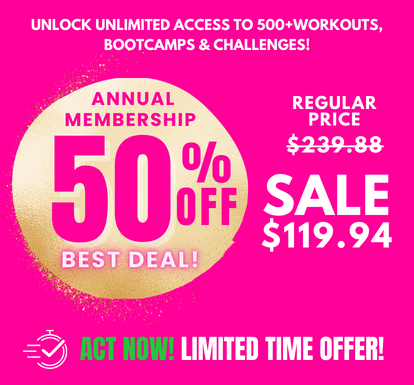 UNLOCK UNLIMITED ACCESS TO 500+WORKOUTS,
BOOTCAMPS & CHALLENGES!
ANNUAL
MEMBERSHIP
50% OFF
BEST DEAL!
REGULAR
PRICE
$239.88
SALE
$119.94
ACT NOW! LIMITED TIME OFFER!